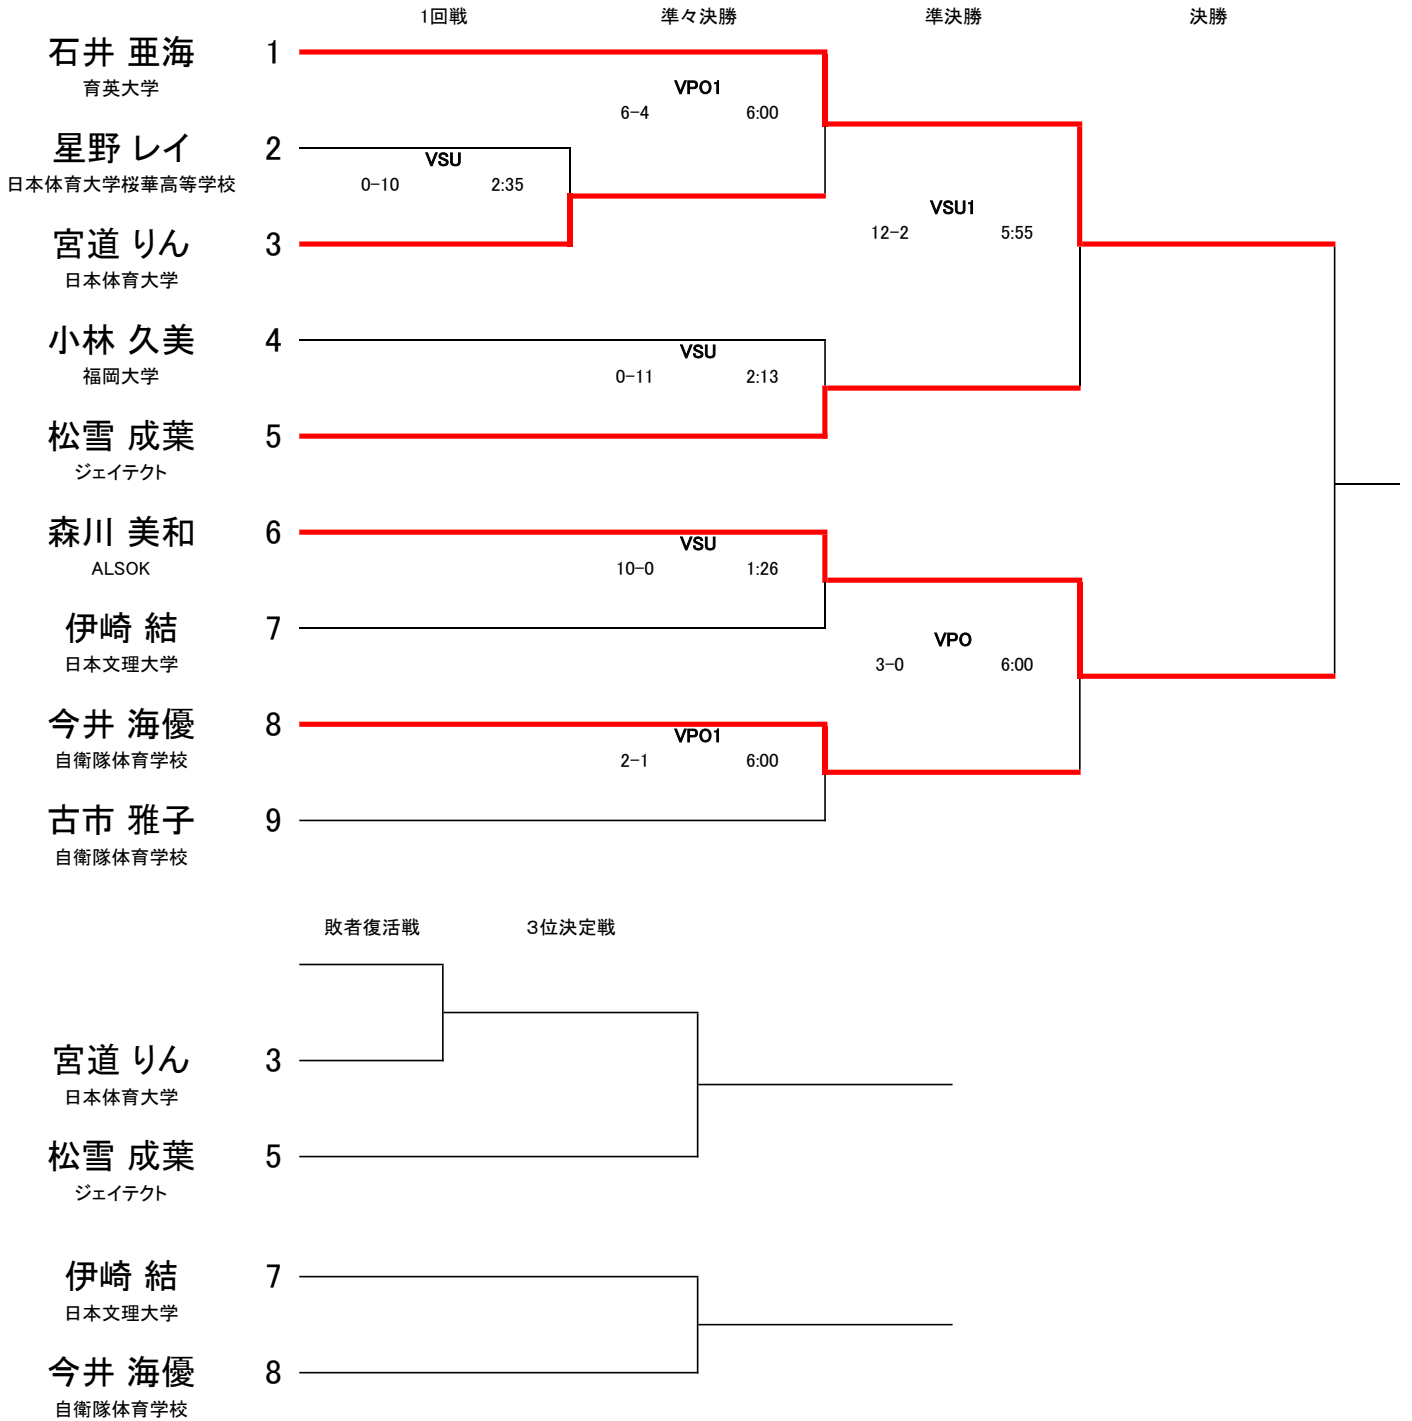 1回戦 準々決勝 準決勝 決勝
石井 亜海 1
育英大学
VPO1
6-4 6:00
星野 レイ 2
日本体育大学桜華高等学校
VSU
0-10 2:35
宮道 りん 3
日本体育大学
VSU1
12-2 5:55
小林 久美 4
福岡大学
VSU
0-11 2:13
松雪 成葉 5
ジェイテクト
森川 美和 6
ALSOK
VSU
10-0 1:26
伊崎 結 7
日本文理大学
VPO
3-0 6:00
今井 海優 8
自衛隊体育学校
VPO1
2-1 6:00
古市 雅子 9
自衛隊体育学校
敗者復活戦 3位決定戦
宮道 りん 3
日本体育大学
松雪 成葉 5
ジェイテクト
伊崎 結 7
日本文理大学
今井 海優 8
自衛隊体育学校